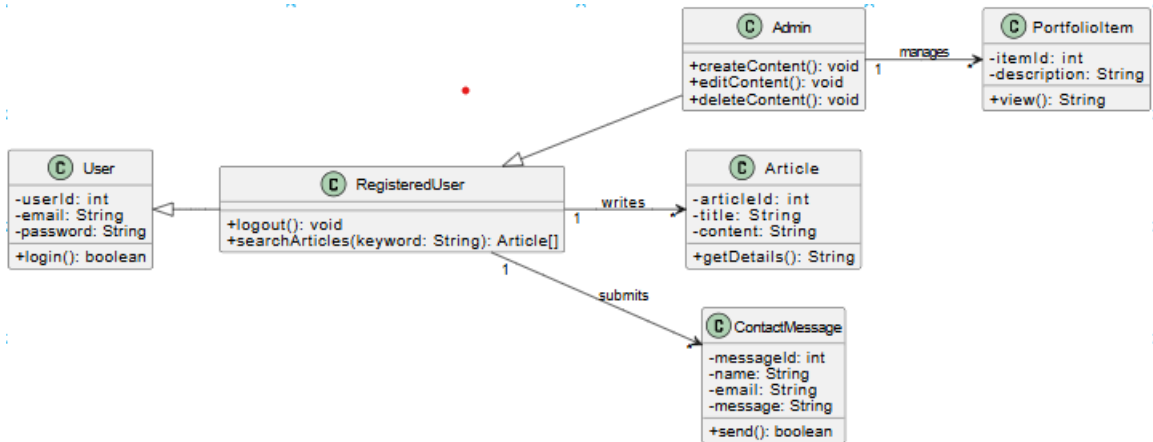 C Admin
+createContent(): void
+editContent(): void
+deleteContent(): void
1
manages
C PortfolioItem
-itemId: int
-description: String
+view(): String
C User
-userId: int
-email: String
-password: String
+login(): boolean
C RegisteredUser
+logout(): void
+searchArticles(keyword: String): Article[]
1
writes
C Article
-articleId: int
-title: String
-content: String
+getDetails(): String
1
submits
C ContactMessage
-messageId: int
-name: String
-email: String
-message: String
+send(): boolean